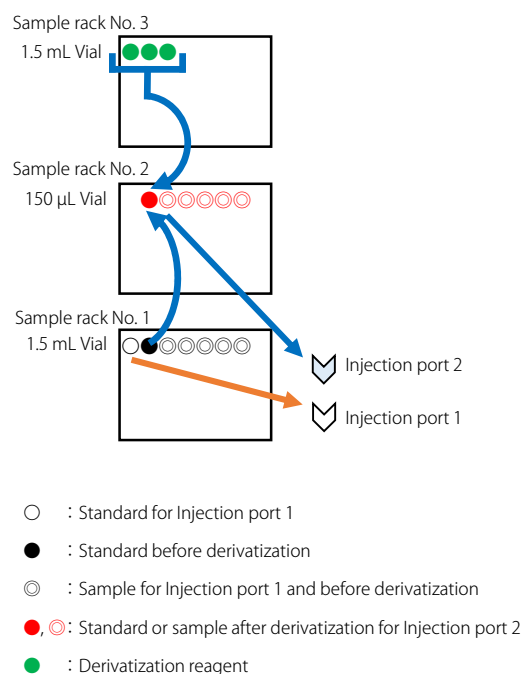 Sample rack No. 3
1.5 mL Vial
Sample rack No. 2
150 µL Vial
Sample rack No. 1
1.5 mL Vial
Injection port 2
Injection port 1
○ : Standard for Injection port 1
● : Standard before derivatization
◎ : Sample for Injection port 1 and before derivatization
●, ◎ : Standard or sample after derivatization for Injection port 2
● : Derivatization reagent